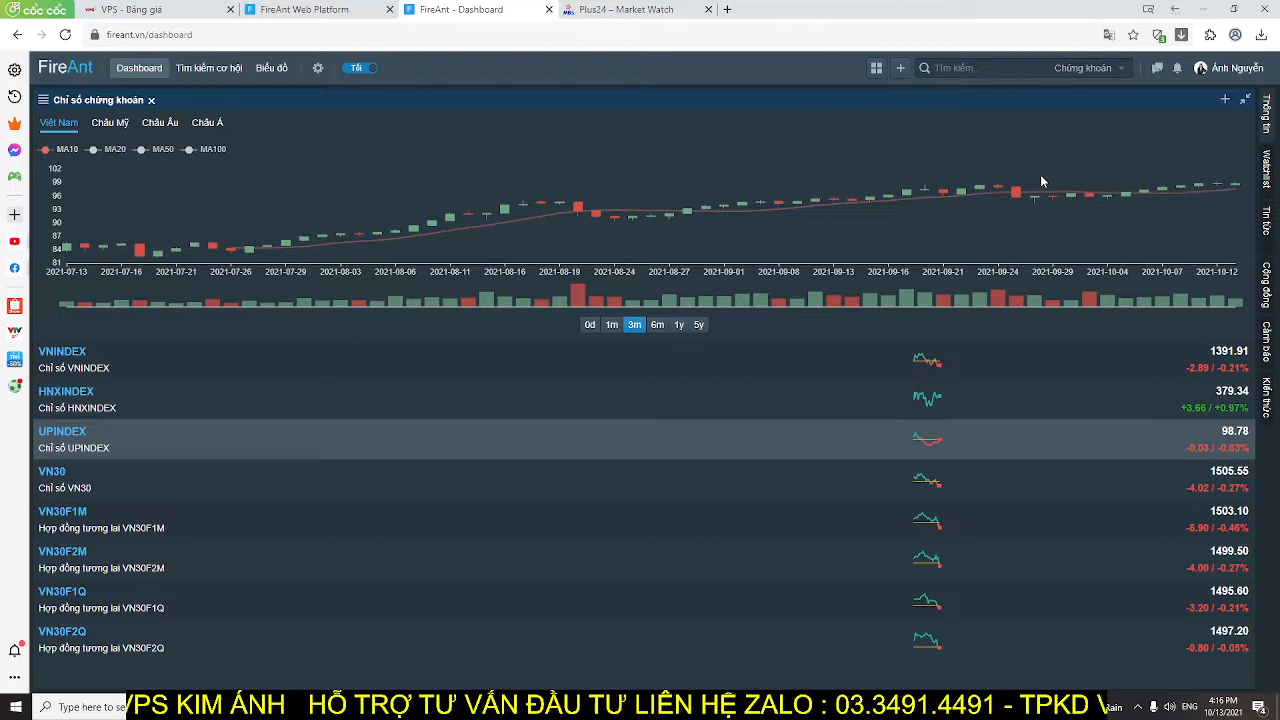 cốc cốc
VPS - Bảng giá
FireAnt Web Platform
FireAnt - Dashboard
Plus24 – Market Watch
fireant.vn/dashboard
FireAnt
Dashboard Tìm kiếm cơ hội Biểu đồ Tối
Tìm kiếm... Chứng khoán Ánh Nguyễn
Chỉ số chứng khoán
Việt Nam Châu Mỹ Châu Âu Châu Á
MA10 MA20 MA50 MA100
102
99
96
93
90
87
84
81
2021-07-13 2021-07-16 2021-07-21 2021-07-26 2021-07-29 2021-08-03 2021-08-06 2021-08-11 2021-08-16 2021-08-19 2021-08-24 2021-08-27 2021-09-01 2021-09-08 2021-09-13 2021-09-16 2021-09-21 2021-09-24 2021-09-29 2021-10-04 2021-10-07 2021-10-12
0d 1m 3m 6m 1y 5y
VNINDEX 1391.91
Chỉ số VNINDEX -2.89 / -0.21%
HNXINDEX 379.34
Chỉ số HNXINDEX +3.66 / +0.97%
UPINDEX 98.78
Chỉ số UPINDEX -0.03 / -0.03%
VN30 1505.55
Chỉ số VN30 -4.02 / -0.27%
VN30F1M 1503.10
Hợp đồng tương lai VN30F1M -6.90 / -0.46%
VN30F2M 1499.50
Hợp đồng tương lai VN30F2M -4.00 / -0.27%
VN30F1Q 1495.60
Hợp đồng tương lai VN30F1Q -3.20 / -0.21%
VN30F2Q 1497.20
Hợp đồng tương lai VN30F2Q -0.80 / -0.05%
Thông tin
Watchlist
Tin tức
Cộng đồng
Cảnh báo
Kiến thức
Type here to se
VPS KIM ÁNH HỖ TRỢ TƯ VẤN ĐẦU TƯ LIÊN HỆ ZALO : 03.3491.4491 - TPKD V
ENG
4:16 PM
10/13/2021